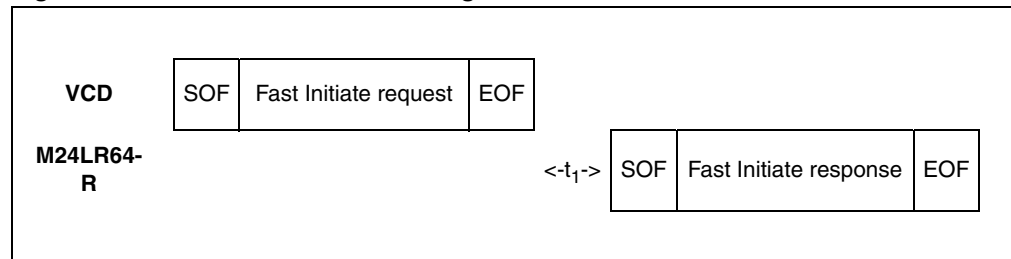 VCD SOF Fast Initiate request EOF
M24LR64-
R
<-t1-> SOF Fast Initiate response EOF